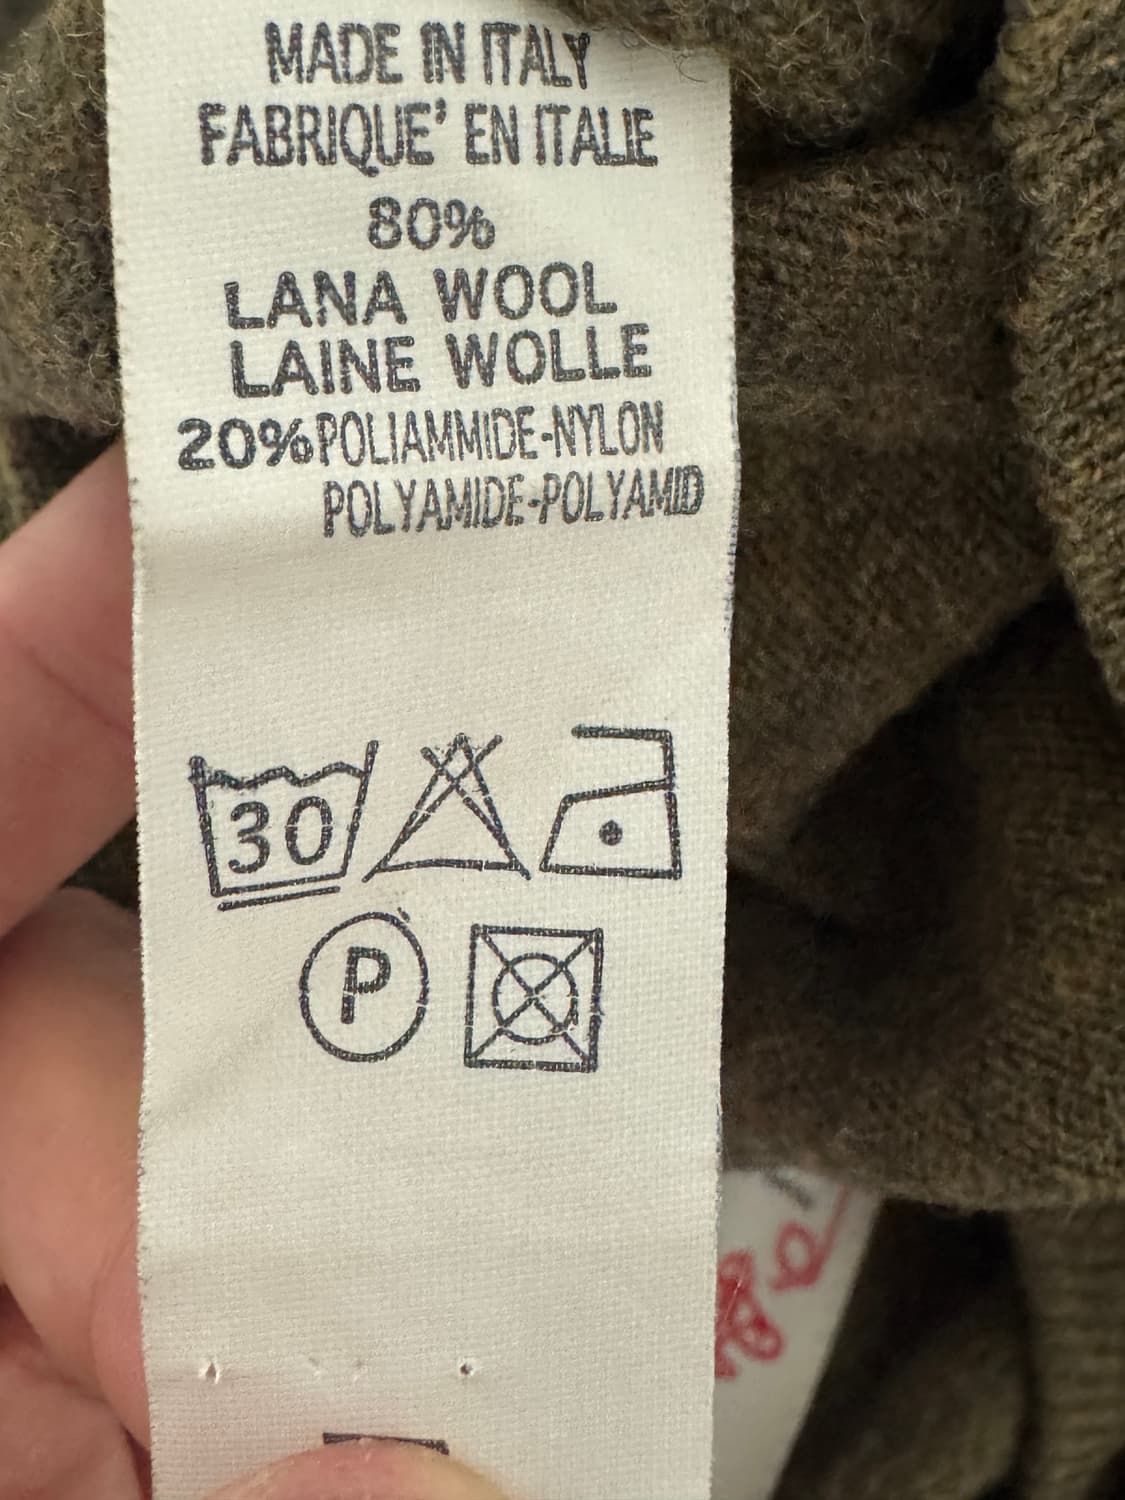 MADE IN ITALY
FABRIQUE' EN ITALIE
80%
LANA WOOL
LAINE WOLLE
20% POLIAMMIDE-NYLON
POLYAMIDE-POLYAMID
30
P